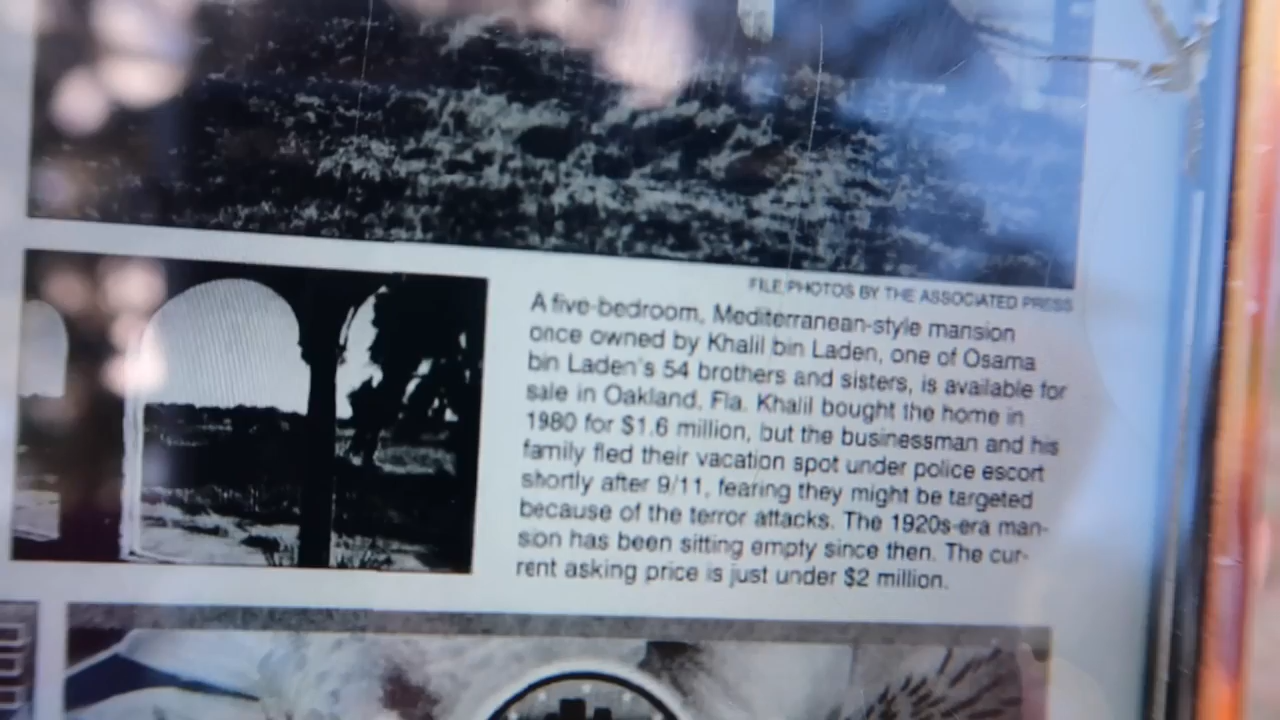 FILE PHOTOS BY THE ASSOCIATED PRESS
A five-bedroom, Mediterranean-style mansion
once owned by Khalil bin Laden, one of Osama
bin Laden's 54 brothers and sisters, is available for
sale in Oakland, Fla. Khalil bought the home in
1980 for $1.6 million, but the businessman and his
family fled their vacation spot under police escort
shortly after 9/11, fearing they might be targeted
because of the terror attacks. The 1920s-era man-
sion has been sitting empty since then. The cur-
rent asking price is just under $2 million.